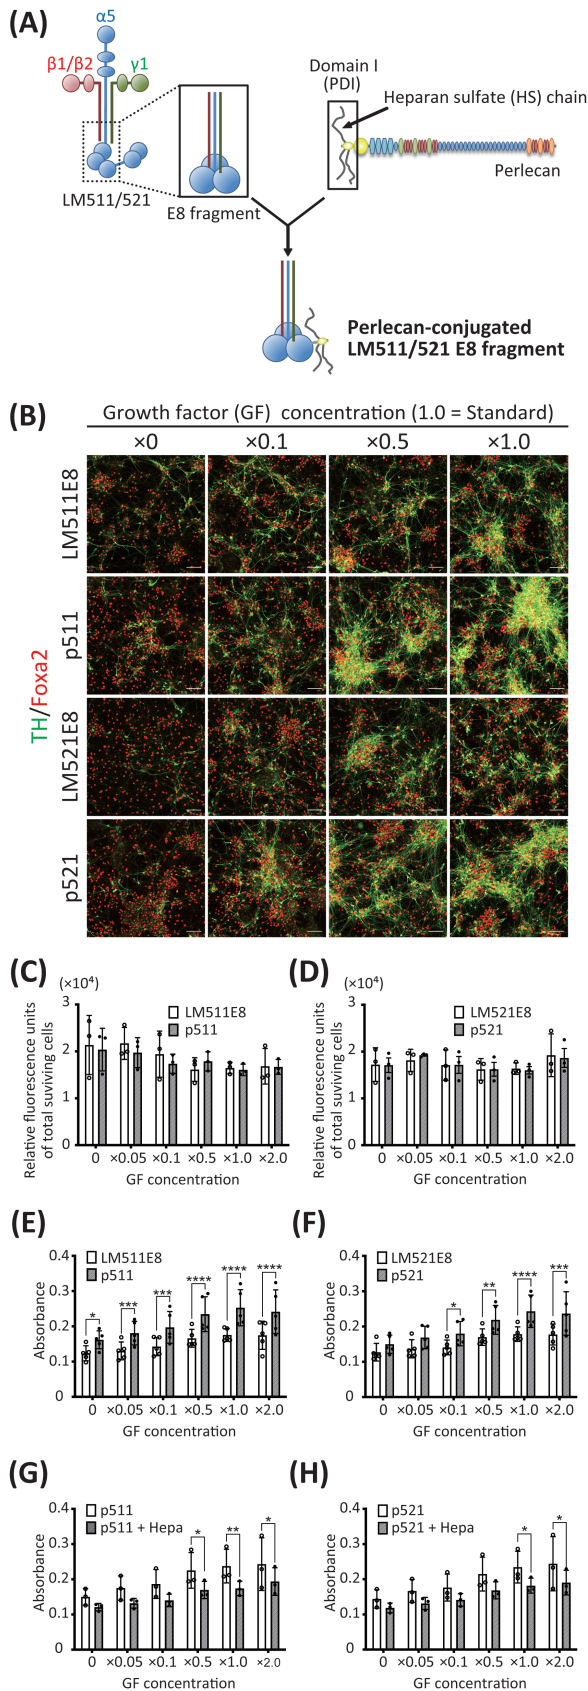 (A)
α5
β1/β2
γ1
Domain I
(PDI)
Heparan sulfate (HS) chain
Perlecan
LM511/521
E8 fragment
Perlecan-conjugated
LM511/521 E8 fragment
(B)
Growth factor (GF) concentration (1.0 = Standard)
×0 ×0.1 ×0.5 ×1.0
TH/Foxa2
LM511E8
p511
LM521E8
p521
(C)
(×10⁴)
LM511E8
p511
Relative fluorescence units
of total suviving cells
3
2
1
0
0 ×0.05 ×0.1 ×0.5 ×1.0 ×2.0
GF concentration
(D)
(×10⁴)
LM521E8
p521
Relative fluorescence units
of total suviving cells
3
2
1
0
0 ×0.05 ×0.1 ×0.5 ×1.0 ×2.0
GF concentration
(E)
LM511E8
p511
Absorbance
0.4
0.3
0.2
0.1
0
* *** *** **** **** ****
0 ×0.05 ×0.1 ×0.5 ×1.0 ×2.0
GF concentration
(F)
LM521E8
p521
Absorbance
0.4
0.3
0.2
0.1
0
* ** **** ***
0 ×0.05 ×0.1 ×0.5 ×1.0 ×2.0
GF concentration
(G)
p511
p511 + Hepa
Absorbance
0.4
0.3
0.2
0.1
0
* ** *
0 ×0.05 ×0.1 ×0.5 ×1.0 ×2.0
GF concentration
(H)
p521
p521 + Hepa
Absorbance
0.4
0.3
0.2
0.1
0
* *
0 ×0.05 ×0.1 ×0.5 ×1.0 ×2.0
GF concentration